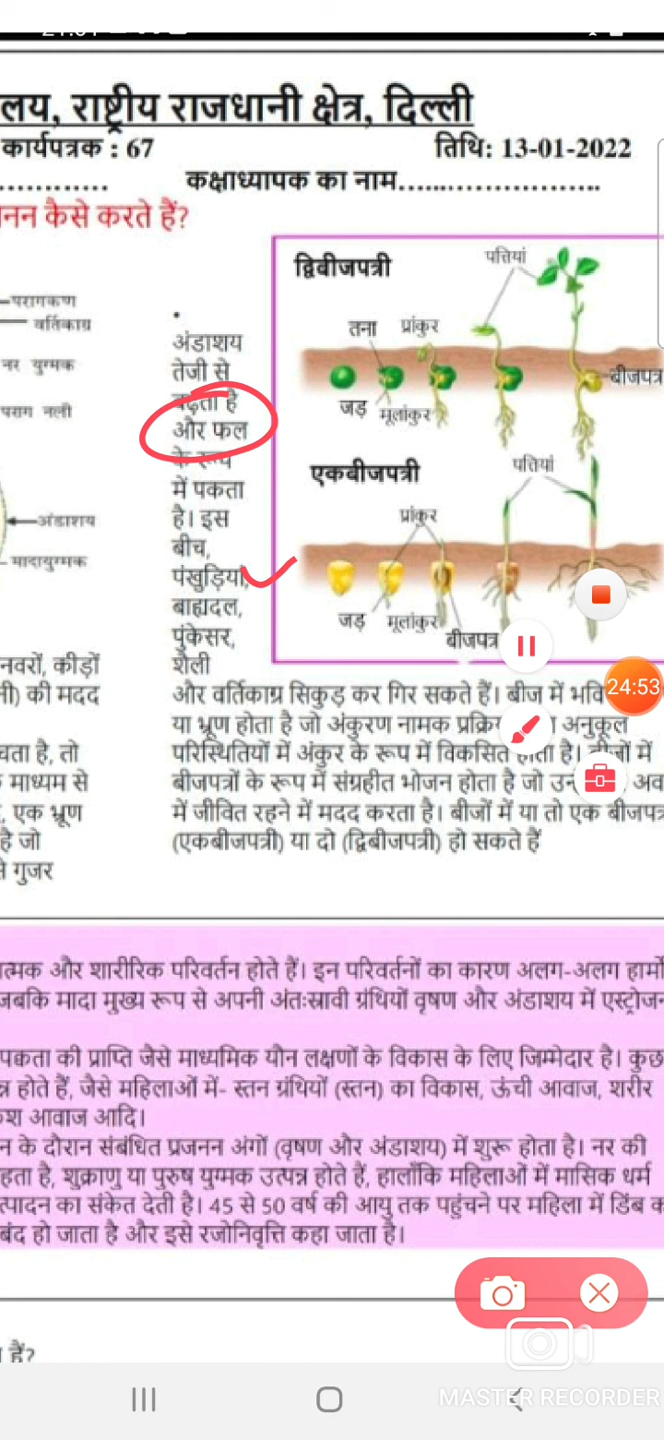 लय, राष्ट्रीय राजधानी क्षेत्र, दिल्ली
कार्यपत्रक : 67 तिथि: 13-01-2022
............ कक्षाध्यापक का नाम........................
नन कैसे करते हैं?
परागकण
वर्तिकाग्र
नर युग्मक
पराग नली
अंडाशय
मादायुग्मक
अंडाशय
तेजी से
बढ़ता है
और फल
के रूप
में पकता
है। इस
बीच,
पंखुड़ियां,
बाह्यदल,
पुंकेसर,
शैली
द्विबीजपत्री
पत्तियां
तना प्रांकुर
बीजपत्र
जड़ मूलांकुर
एकबीजपत्री
पत्तियां
प्रांकुर
जड़ मूलांकुर
बीजपत्र
नवरों, कीड़ों
नी) की मदद
चता है, तो
माध्यम से
, एक भ्रूण
है जो
से गुजर
और वर्तिकाग्र सिकुड़ कर गिर सकते हैं। बीज में
या भ्रूण होता है जो अंकुरण नामक अनुकूल
परिस्थितियों में अंकुर के रूप में विकसित होता है। बीजों में
बीजपत्रों के रूप में संग्रहीत भोजन होता है जो
में जीवित रहने में मदद करता है। बीजों में या तो एक बीजपत्र
(एकबीजपत्री) या दो (द्विबीजपत्री) हो सकते हैं
24:53
त्मक और शारीरिक परिवर्तन होते हैं। इन परिवर्तनों का कारण अलग-अलग हार्मो
जबकि मादा मुख्य रूप से अपनी अंतःस्रावी ग्रंथियों वृषण और अंडाशय में एस्ट्रोजन
पक्वता की प्राप्ति जैसे माध्यमिक यौन लक्षणों के विकास के लिए जिम्मेदार है। कुछ
न्न होते हैं, जैसे महिलाओं में- स्तन ग्रंथियों (स्तन) का विकास, ऊंची आवाज, शरीर
श आवाज आदि।
न के दौरान संबंधित प्रजनन अंगों (वृषण और अंडाशय) में शुरू होता है। नर की
हता है, शुक्राणु या पुरुष युग्मक उत्पन्न होते हैं, हालाँकि महिलाओं में मासिक धर्म
त्पादन का संकेत देती है। 45 से 50 वर्ष की आयु तक पहुंचने पर महिला में डिंब क
बंद हो जाता है और इसे रजोनिवृत्ति कहा जाता है।
हैं?
MASTER RECORDER